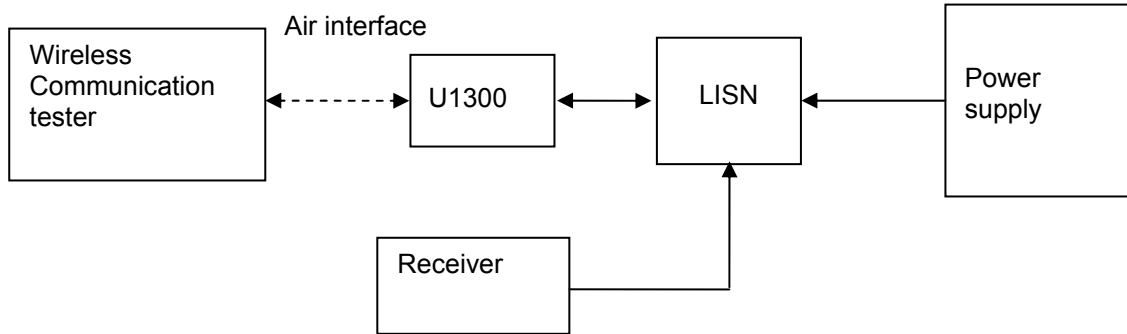 Air interface
Wireless
Communication
tester
U1300
LISN
Power
supply
Receiver